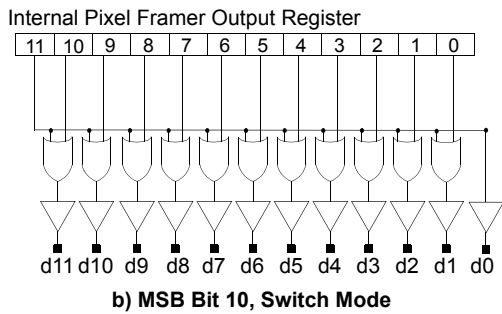 Internal Pixel Framer Output Register
11 10 9 8 7 6 5 4 3 2 1 0
d11 d10 d9 d8 d7 d6 d5 d4 d3 d2 d1 d0
b) MSB Bit 10, Switch Mode